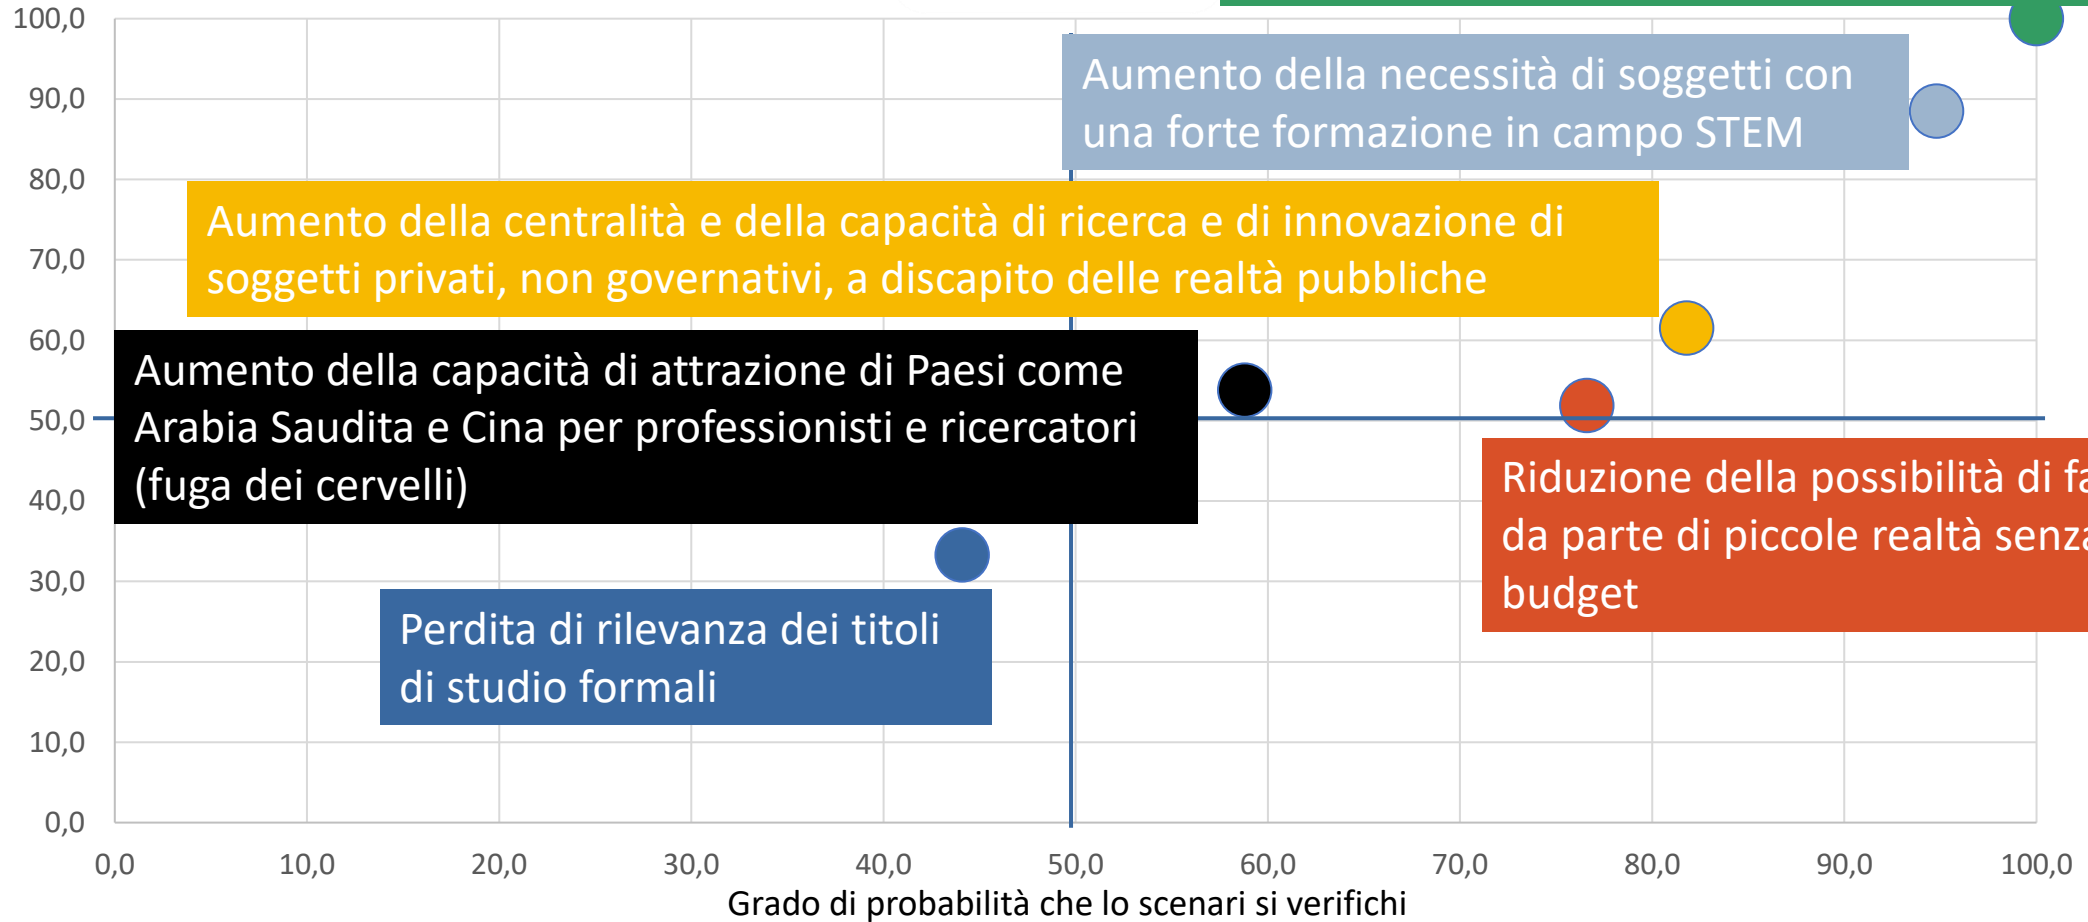 100,0
90,0
80,0
70,0
60,0
50,0
40,0
30,0
20,0
10,0
0,0
Aumento della necessità di soggetti con
una forte formazione in campo STEM
Aumento della centralità e della capacità di ricerca e di innovazione di
soggetti privati, non governativi, a discapito delle realtà pubbliche
Aumento della capacità di attrazione di Paesi come
Arabia Saudita e Cina per professionisti e ricercatori
(fuga dei cervelli)
Riduzione della possibilità di
da parte di piccole realtà senza
budget
Perdita di rilevanza dei titoli
di studio formali
0,0 10,0 20,0 30,0 40,0 50,0 60,0 70,0 80,0 90,0 100,0
Grado di probabilità che lo scenari si verifichi